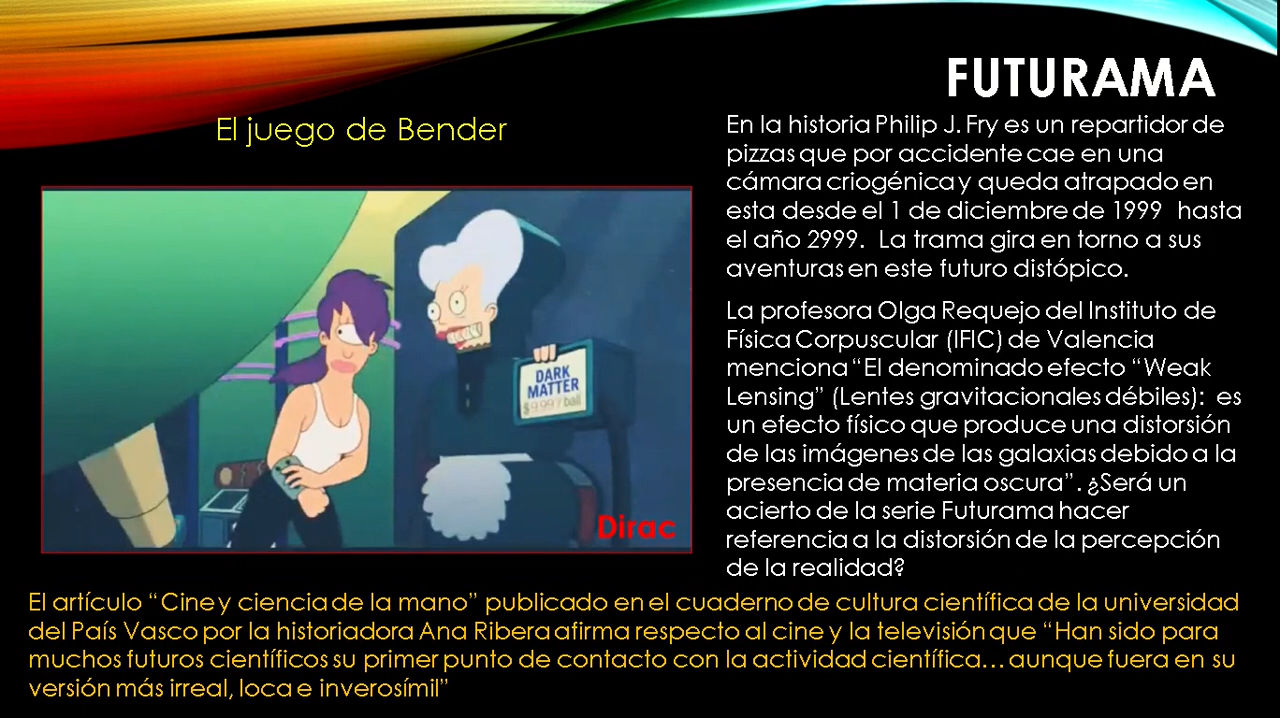 FUTURAMA
El juego de Bender
DARK
MATTER
$9.99/ball
Dirac
En la historia Philip J. Fry es un repartidor de
pizzas que por accidente cae en una
cámara criogénica y queda atrapado en
esta desde el 1 de diciembre de 1999 hasta
el año 2999. La trama gira en torno a sus
aventuras en este futuro distópico.
La profesora Olga Requejo del Instituto de
Física Corpuscular (IFIC) de Valencia
menciona “El denominado efecto “Weak
Lensing” (Lentes gravitacionales débiles): es
un efecto físico que produce una distorsión
de las imágenes de las galaxias debido a la
presencia de materia oscura”. ¿Será un
acierto de la serie Futurama hacer
referencia a la distorsión de la percepción
de la realidad?
El artículo “Cine y ciencia de la mano” publicado en el cuaderno de cultura científica de la universidad
del País Vasco por la historiadora Ana Ribera afirma respecto al cine y la televisión que “Han sido para
muchos futuros científicos su primer punto de contacto con la actividad científica… aunque fuera en su
versión más irreal, loca e inverosímil”